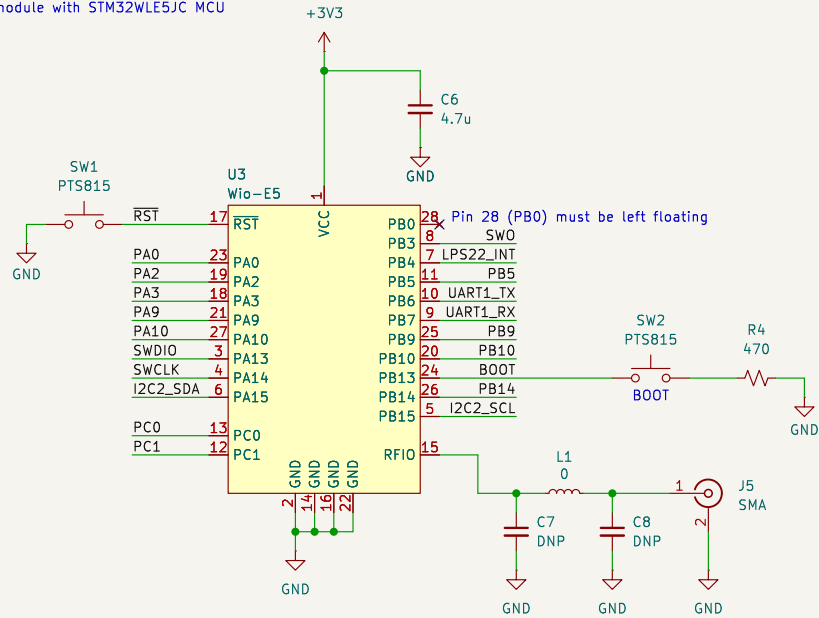 module with STM32WLE5JC MCU
+3V3
C6
4.7u
GND
SW1
PTS815
U3
Wio-E5
1
VCC
RST
17
RST
GND
PA0
23
PA0
PA2
19
PA2
PA3
18
PA3
PA9
21
PA9
PA10
27
PA10
SWDIO
3
PA13
SWCLK
4
PA14
I2C2_SDA
6
PA15
PC0
13
PC0
PC1
12
PC1
PB0
28
Pin 28 (PB0) must be left floating
PB3
8
SWO
PB4
7
LPS22_INT
PB5
11
PB5
PB6
10
UART1_TX
PB7
9
UART1_RX
PB9
25
PB9
PB10
20
PB10
PB13
24
BOOT
PB14
26
PB14
PB15
5
I2C2_SCL
RFIO
15
SW2
PTS815
BOOT
R4
470
GND
GND
GND
GND
GND
2
14
16
22
GND
L1
0
C7
DNP
GND
C8
DNP
GND
1
2
J5
SMA
GND